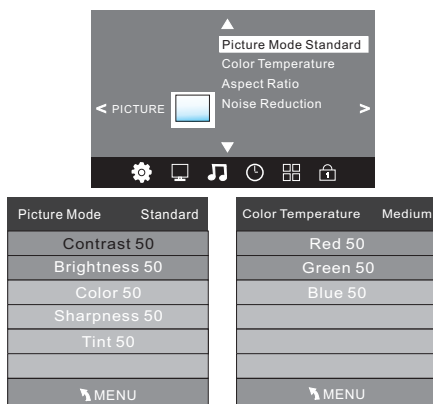 Picture Mode Standard
Color Temperature
Aspect Ratio
Noise Reduction
< PICTURE >
Picture Mode Standard
Contrast 50
Brightness 50
Color 50
Sharpness 50
Tint 50
MENU
Color Temperature Medium
Red 50
Green 50
Blue 50
MENU